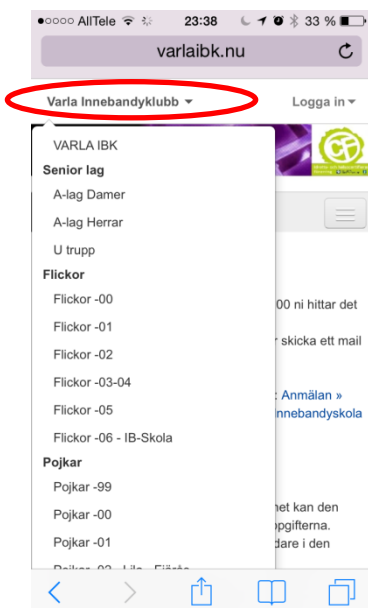 ●○○○○ AllTele 23:38 33 %
varlaibk.nu
Varla Innebandyklubb Logga in
VARLA IBK
Senior lag
A-lag Damer
A-lag Herrar
U trupp
Flickor
Flickor -00
00 ni hittar det
Flickor -01
skicka ett mail
Flickor -02
Flickor -03-04
: Anmälan »
Flickor -05
nnebandyskola
Flickor -06 - IB-Skola
Pojkar
Pojkar -99
het kan den
Pojkar -00
ppgifterna.
Pojkar -01
dare i den